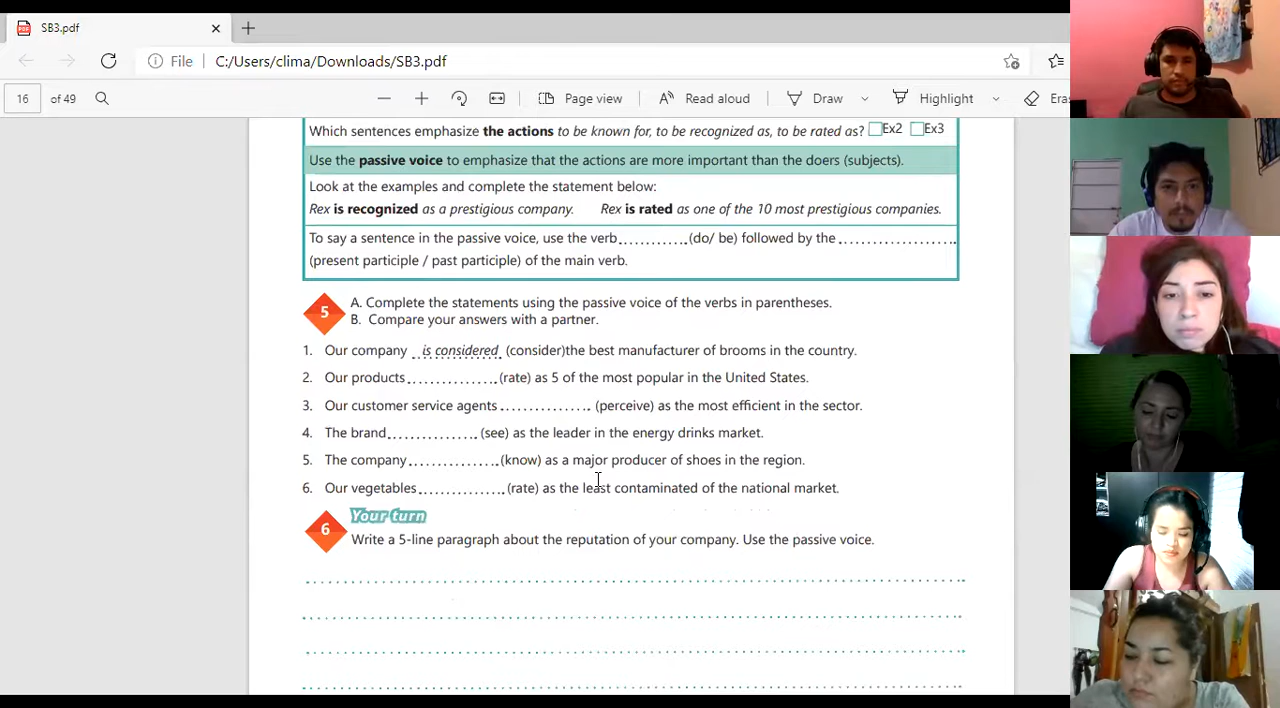 SB3.pdf
File C:/Users/clima/Downloads/SB3.pdf
16 of 49 Page view Read aloud Draw Highlight
Which sentences emphasize the actions to be known for, to be recognized as, to be rated as? Ex2 Ex3
Use the passive voice to emphasize that the actions are more important than the doers (subjects).
Look at the examples and complete the statement below:
Rex is recognized as a prestigious company. Rex is rated as one of the 10 most prestigious companies.
To say a sentence in the passive voice, use the verb...........(do/ be) followed by the ....................
(present participle / past participle) of the main verb.
5 A. Complete the statements using the passive voice of the verbs in parentheses.
B. Compare your answers with a partner.
1. Our company ..is considered. (consider)the best manufacturer of brooms in the country.
2. Our products.............. (rate) as 5 of the most popular in the United States.
3. Our customer service agents .............. (perceive) as the most efficient in the sector.
4. The brand.............. (see) as the leader in the energy drinks market.
5. The company.............. (know) as a major producer of shoes in the region.
6. Our vegetables.............. (rate) as the least contaminated of the national market.
6 Your turn
Write a 5-line paragraph about the reputation of your company. Use the passive voice.